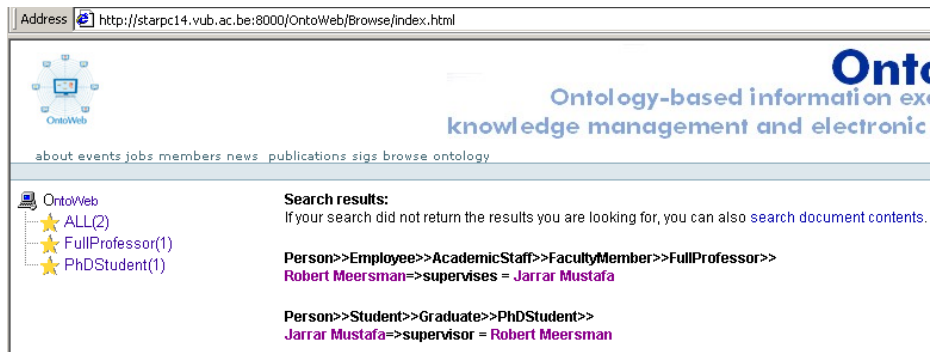 Address http://starpc14.vub.ac.be:8000/OntoWeb/Browse/index.html
OntoWeb
Onto
Ontology-based information exc
knowledge management and electronic
about events jobs members news publications sigs browse ontology
OntoWeb
ALL(2)
FullProfessor(1)
PhDStudent(1)
Search results:
If your search did not return the results you are looking for, you can also search document contents.
Person>>Employee>>AcademicStaff>>FacultyMember>>FullProfessor>>
Robert Meersman=>supervises = Jarrar Mustafa
Person>>Student>>Graduate>>PhDStudent>>
Jarrar Mustafa=>supervisor = Robert Meersman